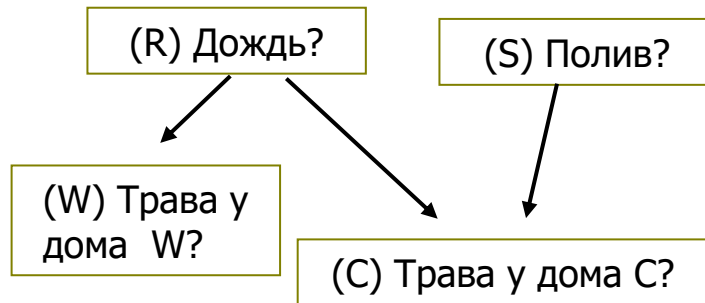 (R) Дождь?
(S) Полив?
(W) Трава у
дома W?
(C) Трава у дома C?